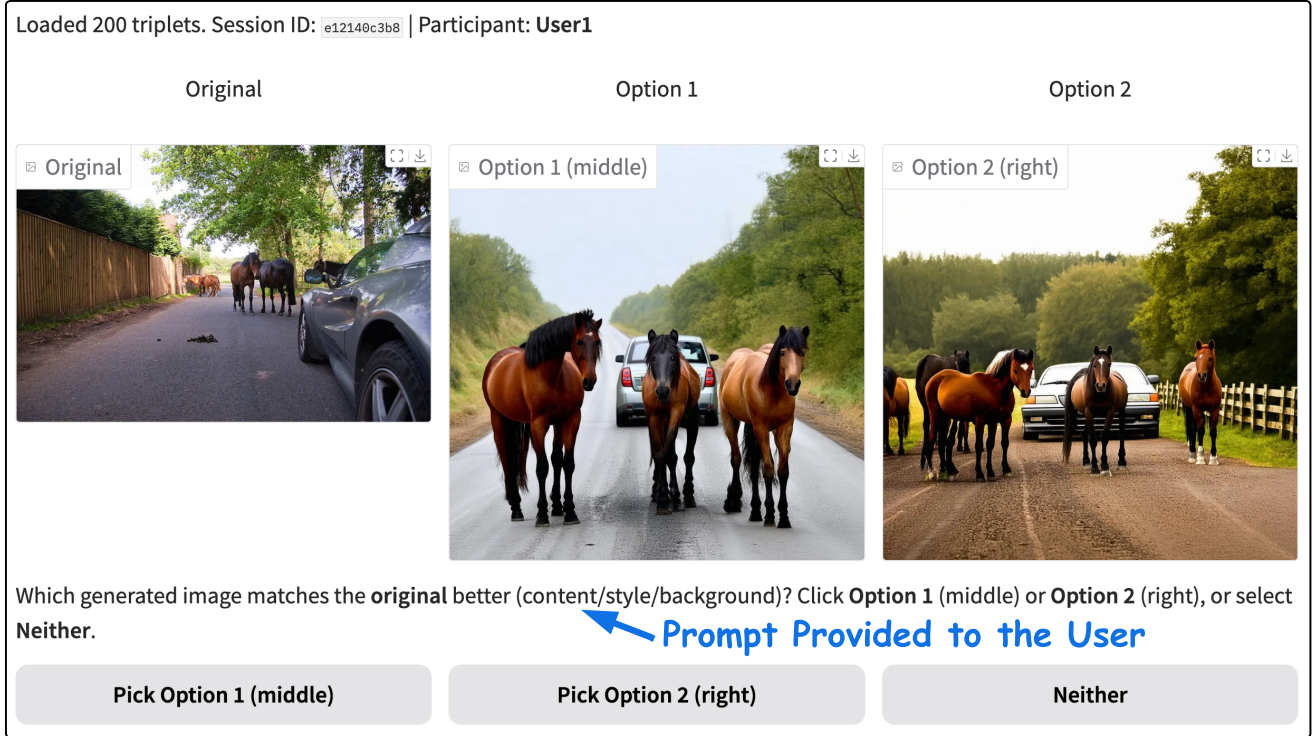 Loaded 200 triplets. Session ID: e12140c3b8 | Participant: User1
Original
Option 1
Option 2
Original
Option 1 (middle)
Option 2 (right)
Which generated image matches the original better (content/style/background)? Click Option 1 (middle) or Option 2 (right), or select
Neither.
Prompt Provided to the User
Pick Option 1 (middle)
Pick Option 2 (right)
Neither